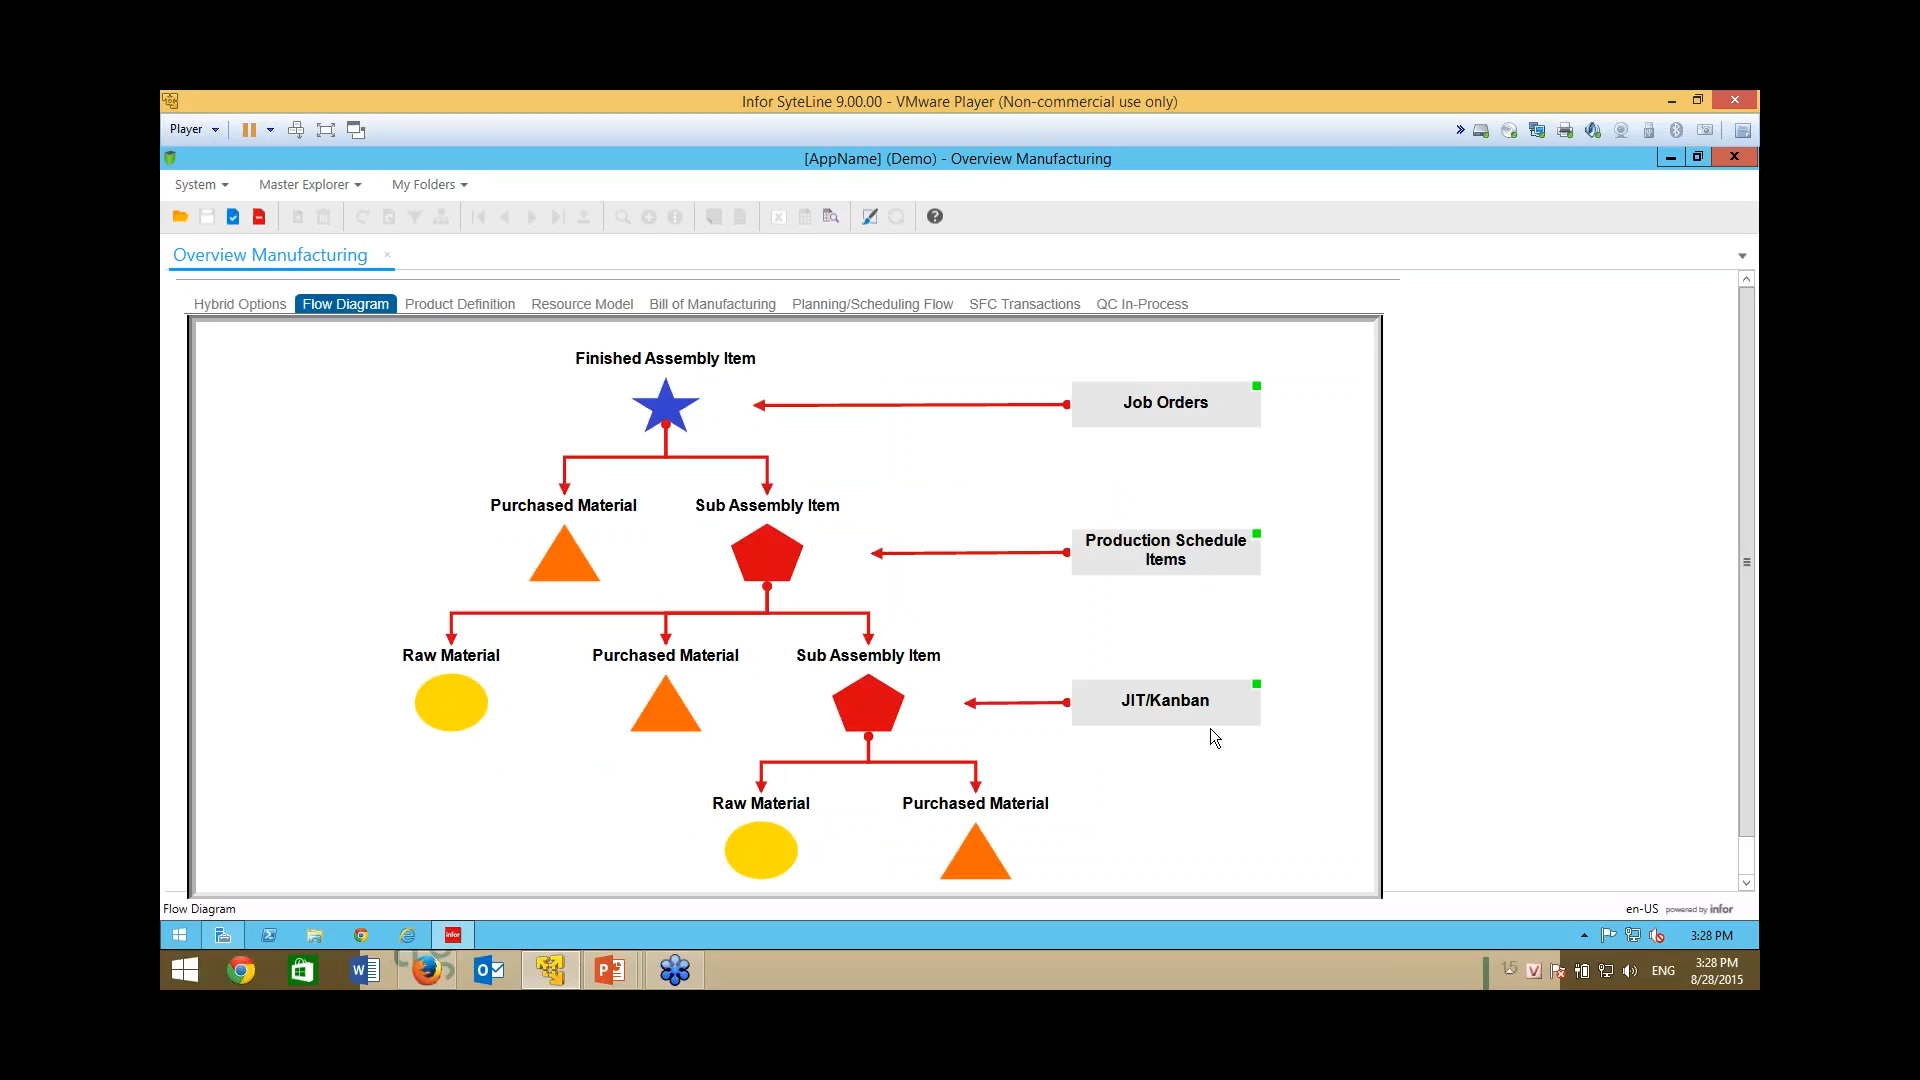 Infor SyteLine 9.00.00 - VMware Player (Non-commercial use only)
Player
[AppName] (Demo) - Overview Manufacturing
System Master Explorer My Folders
Overview Manufacturing
Hybrid Options Flow Diagram Product Definition Resource Model Bill of Manufacturing Planning/Scheduling Flow SFC Transactions QC In-Process
Finished Assembly Item
Job Orders
Purchased Material Sub Assembly Item
Production Schedule
Items
Raw Material Purchased Material Sub Assembly Item
JIT/Kanban
Raw Material Purchased Material
Flow Diagram
en-US powered by infor
infor
3:28 PM
15
ENG
3:28 PM
8/28/2015